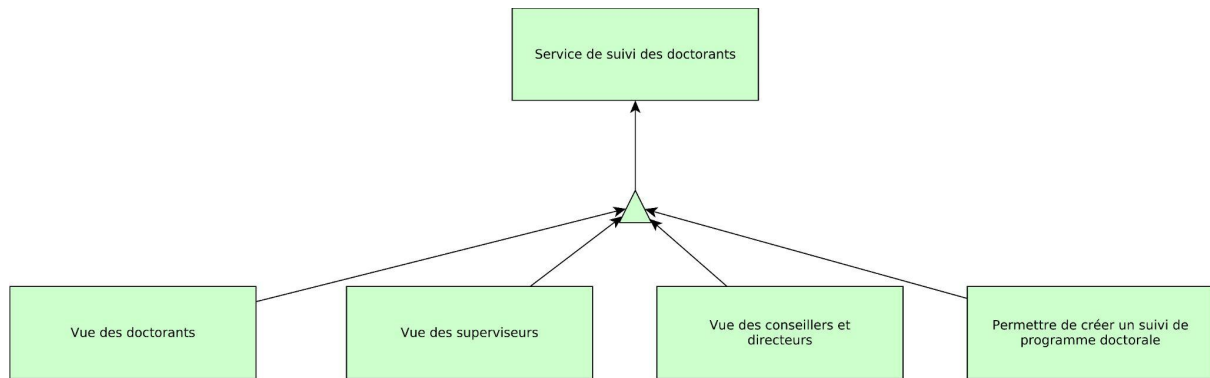 Service de suivi des doctorants
Vue des doctorants
Vue des superviseurs
Vue des conseillers et
directeurs
Permettre de créer un suivi de
programme doctorale